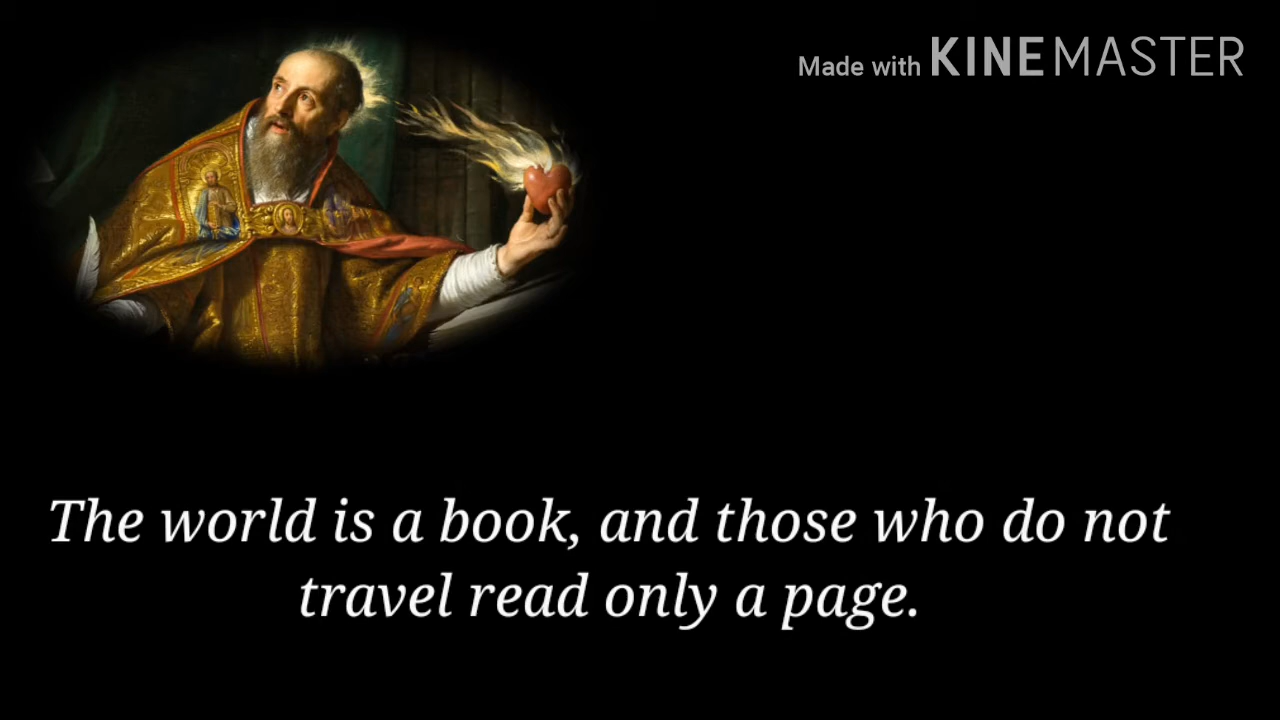 Made with KINEMASTER
The world is a book, and those who do not
travel read only a page.